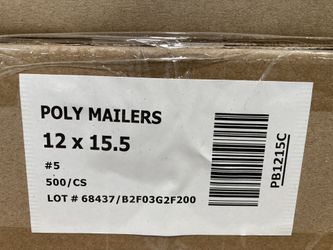 POLY MAILERS
12 x 15.5
#5
500/CS
LOT # 68437/B2F03G2F200
PB1215C